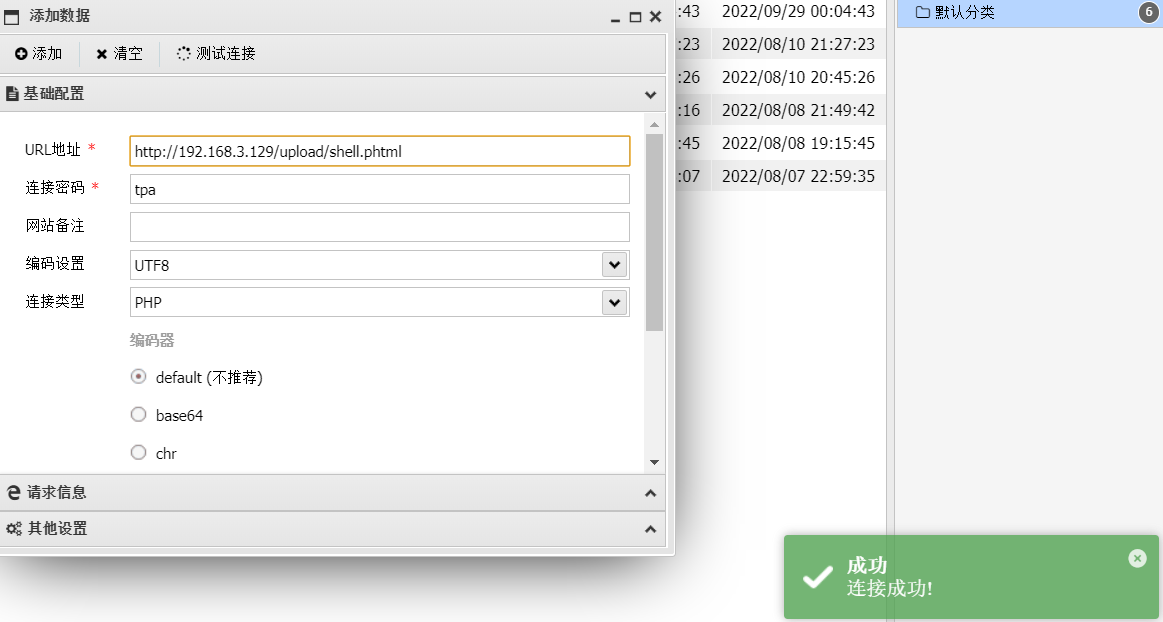 添加数据
添加 清空 测试连接
基础配置
URL地址 * http://192.168.3.129/upload/shell.phtml
连接密码 * tpa
网站备注
编码设置 UTF8
连接类型 PHP
编码器
default (不推荐)
base64
chr
请求信息
其他设置
:43 2022/09/29 00:04:43
:23 2022/08/10 21:27:23
:26 2022/08/10 20:45:26
:16 2022/08/08 21:49:42
:45 2022/08/08 19:15:45
:07 2022/08/07 22:59:35
默认分类 6
成功
连接成功!